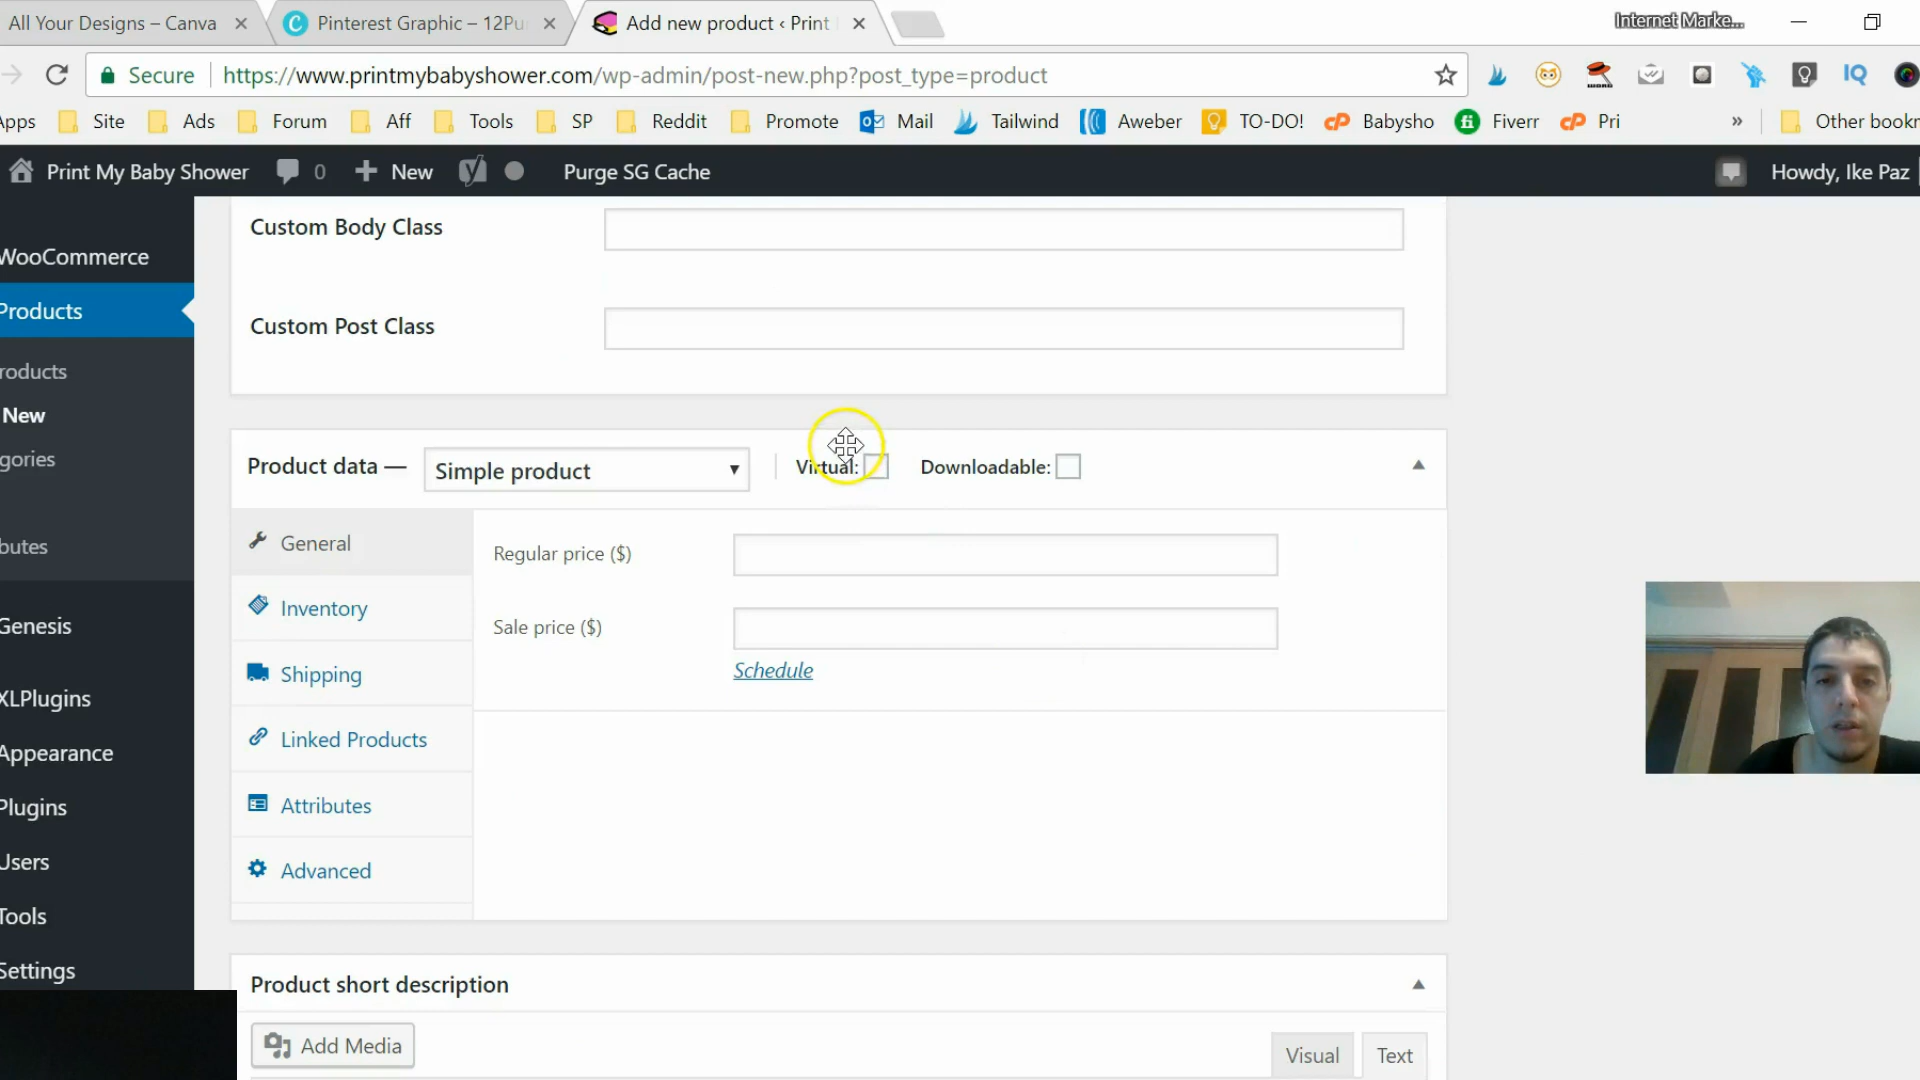 All Your Designs – Canva
Pinterest Graphic – 12Pu
Add new product ‹ Print
Internet Marke...
Secure
https://www.printmybabyshower.com/wp-admin/post-new.php?post_type=product
WORD
IQ
Apps
Site
Ads
Forum
Aff
Tools
SP
Reddit
Promote
Mail
Tailwind
Aweber
TO-DO!
Babysho
Fiverr
Pri
»
Other bookr
Print My Baby Shower
0
New
Purge SG Cache
Howdy, Ike Paz
WooCommerce
Products
roducts
New
gories
butes
Genesis
XLPlugins
Appearance
Plugins
Users
Tools
Settings
Custom Body Class
Custom Post Class
Product data —
Simple product
Virtual:
Downloadable:
General
Inventory
Shipping
Linked Products
Attributes
Advanced
Regular price ($)
Sale price ($)
Schedule
Product short description
Add Media
Visual
Text